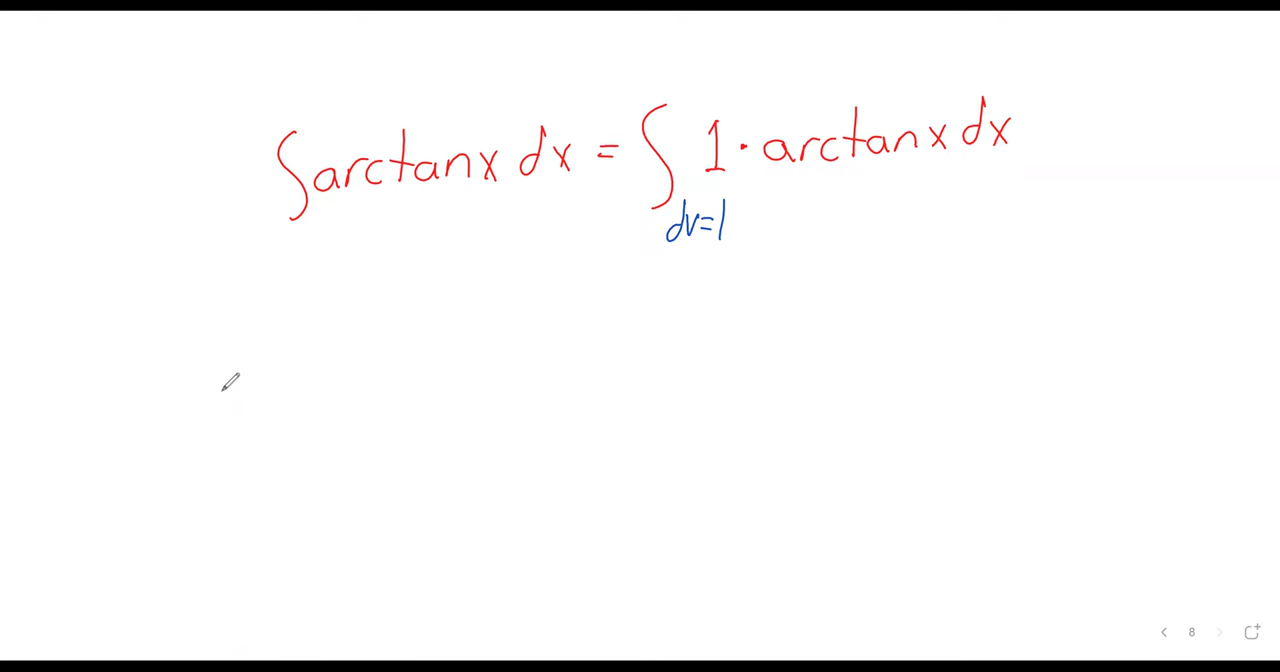 ∫arctanx dx = ∫ 1 · arctanx dx
dv=1
8